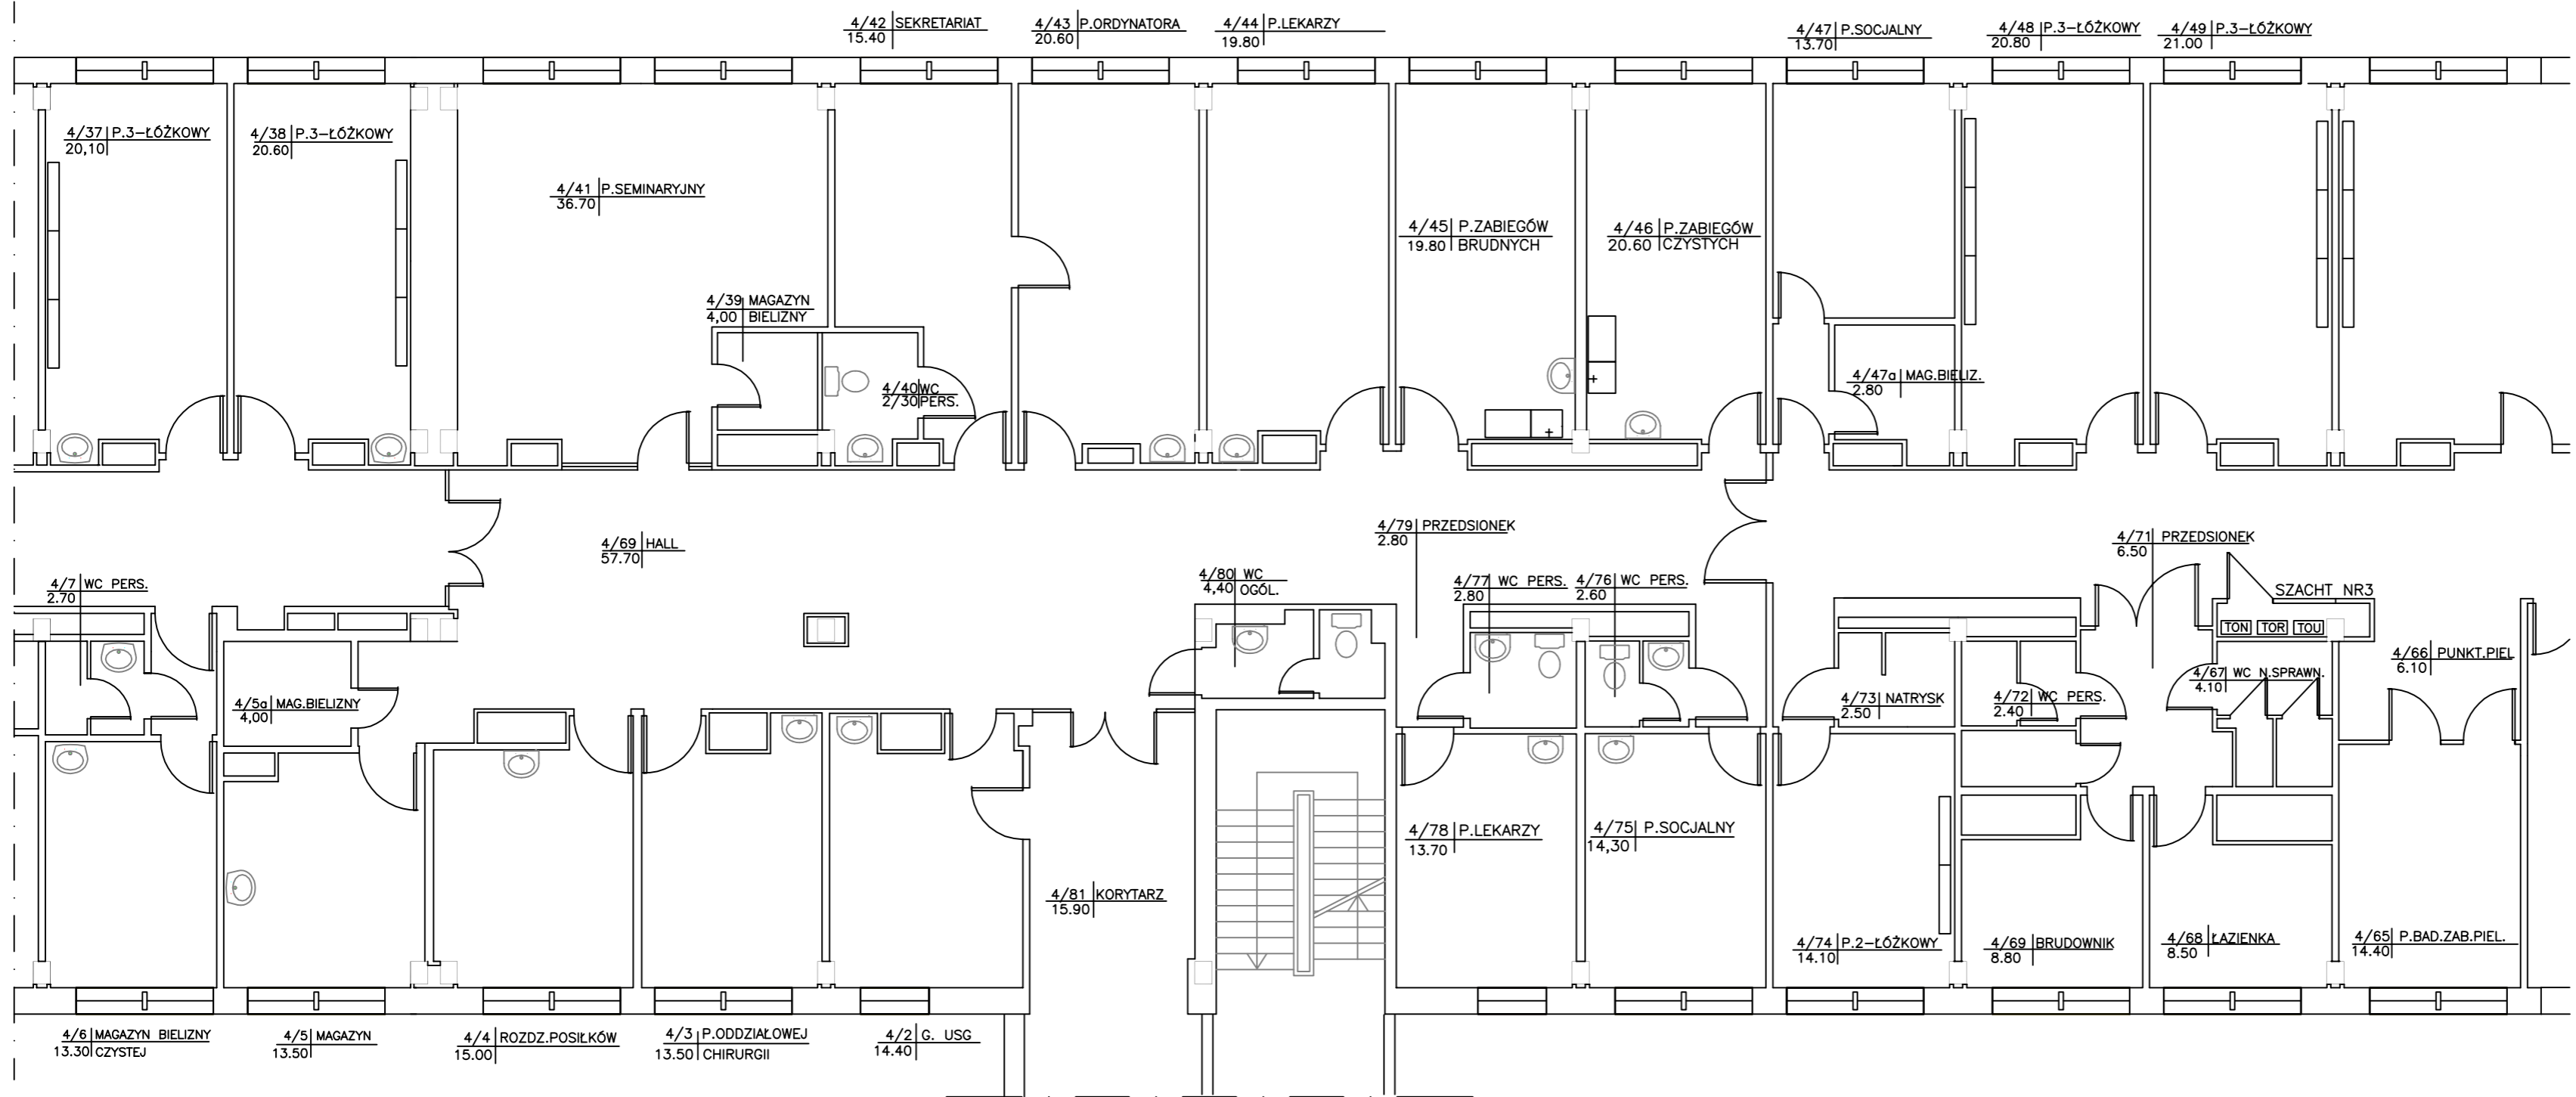 4/42 SEKRETARIAT
15.40
4/43 P.ORDYNATORA
20.60
4/44 P.LEKARZY
19.80
4/47 P.SOCJALNY
13.70
4/48 P.3-ŁÓŻKOWY
20.80
4/49 P.3-ŁÓŻKOWY
21.00
4/37 P.3-ŁÓŻKOWY
20,10
4/38 P.3-ŁÓŻKOWY
20.60
4/41 P.SEMINARYJNY
36.70
4/45 P.ZABIEGÓW
19.80 BRUDNYCH
4/46 P.ZABIEGÓW
20.60 CZYSTYCH
4/39 MAGAZYN
4,00 BIELIZNY
4/40 WC
2/30 PERS.
4/47a MAG.BIELIZ.
2.80
4/69 HALL
57.70
4/79 PRZEDSIONEK
2.80
4/71 PRZEDSIONEK
6.50
4/7 WC PERS.
2.70
4/80 WC
4,40 OGÓL.
4/77 WC PERS.
2.80
4/76 WC PERS.
2.60
SZACHT NR3
TON TOR TOU
4/66 PUNKT.PIEL
6.10
4/67 WC N.SPRAWN.
4.10
4/5a MAG.BIELIZNY
4,00
4/73 NATRYSK
2.50
4/72 WC PERS.
2.40
4/78 P.LEKARZY
13.70
4/75 P.SOCJALNY
14,30
4/81 KORYTARZ
15.90
4/74 P.2-ŁÓŻKOWY
14.10
4/69 BRUDOWNIK
8.80
4/68 ŁAZIENKA
8.50
4/65 P.BAD.ZAB.PIEL.
14.40
4/6 MAGAZYN BIELIZNY
13.30 CZYSTEJ
4/5 MAGAZYN
13.50
4/4 ROZDZ.POSIŁKÓW
15.00
4/3 P.ODDZIAŁOWEJ
13.50 CHIRURGII
4/2 G. USG
14.40